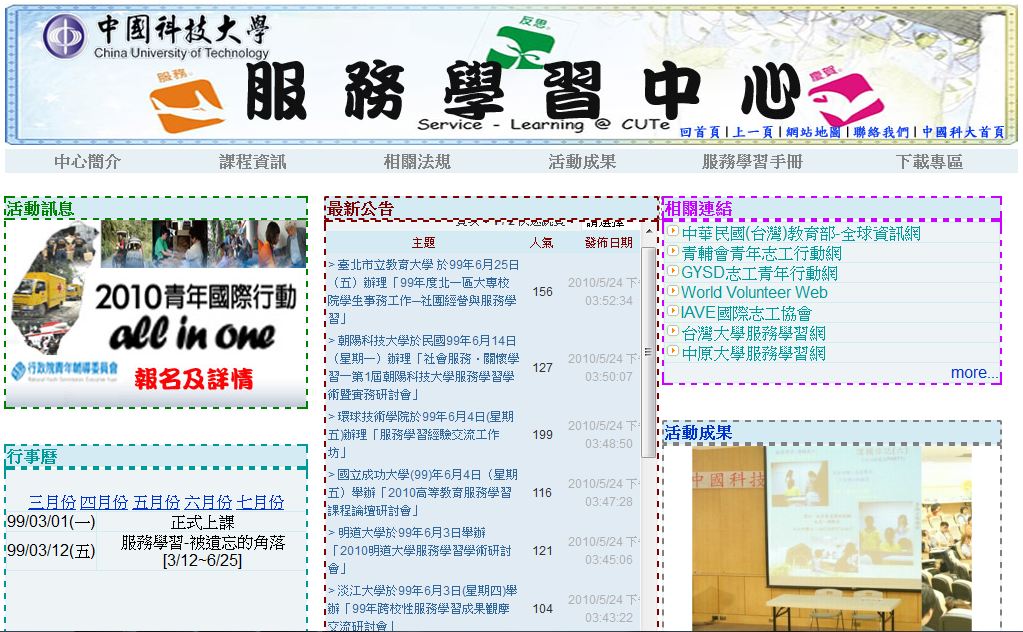 中國科技大學
China University of Technology
服務
反思
慶賀
服務學習中心
Service - Learning @ CUTe
回首頁|上一頁|網站地圖|聯絡我們|中國科大首頁
中心簡介 課程資訊 相關法規 活動成果 服務學習手冊 下載專區
活動訊息
2010青年國際行動
all in one
行政院青年輔導委員會
報名及詳情
行事曆
三月份 四月份 五月份 六月份 七月份
99/03/01(一) 正式上課
99/03/12(五) 服務學習-被遺忘的角落
[3/12~6/25]
最新公告
主題 人氣 發佈日期
> 臺北市立教育大學 於99年6月25日
（五）辦理「99年度北一區大專校
院學生事務工作─社團經營與服務學
習」
156
2010/5/24 下午
03:52:34
> 朝陽科技大學於民國99年6月14日
（星期一）辦理「社會服務‧關懷學
習─第1屆朝陽科技大學服務學習學
術暨實務研討會」
127
2010/5/24 下午
03:50:07
> 環球技術學院於99年6月4日(星期
五)辦理「服務學習經驗交流工作
坊」
199
2010/5/24 下午
03:48:50
> 國立成功大學(99)年6月4日（星期
五）舉辦「2010高等教育服務學習
課程論壇研討會」
116
2010/5/24 下午
03:47:28
> 明道大學於99年6月3日舉辦
「2010明道大學服務學習學術研討
會」
121
2010/5/24 下午
03:45:06
> 淡江大學於99年6月3日(星期四)舉
辦「99年跨校性服務學習成果觀摩
交流研討會」
104
2010/5/24 下午
03:43:22
相關連結
中華民國(台灣)教育部-全球資訊網
青輔會青年志工行動網
GYSD志工青年行動網
World Volunteer Web
IAVE國際志工協會
台灣大學服務學習網
中原大學服務學習網
more...
活動成果
中國科技